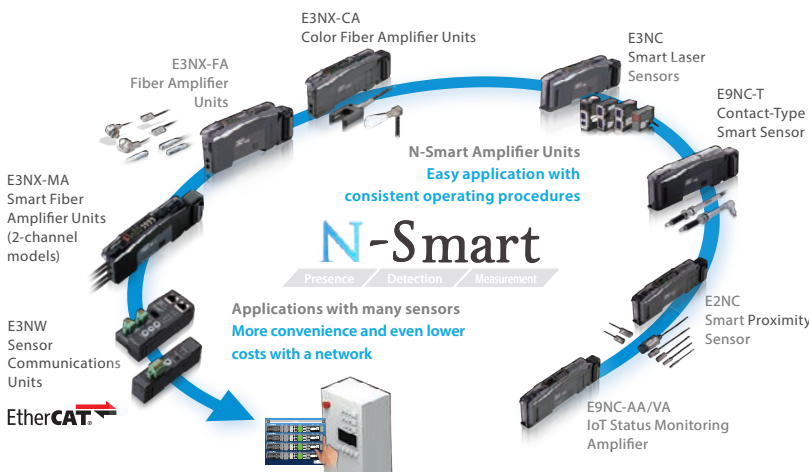 E3NX-CA
Color Fiber Amplifier Units
E3NC
Smart Laser
Sensors
E3NX-FA
Fiber Amplifier
Units
E9NC-T
Contact-Type
Smart Sensor
N-Smart Amplifier Units
Easy application with
consistent operating procedures
E3NX-MA
Smart Fiber
Amplifier Units
(2-channel
models)
N-Smart
Presence Detection Measurement
Applications with many sensors
More convenience and even lower
costs with a network
E2NC
Smart Proximity
Sensor
E3NW
Sensor
Communications
Units
EtherCAT®
E9NC-AA/VA
IoT Status Monitoring
Amplifier